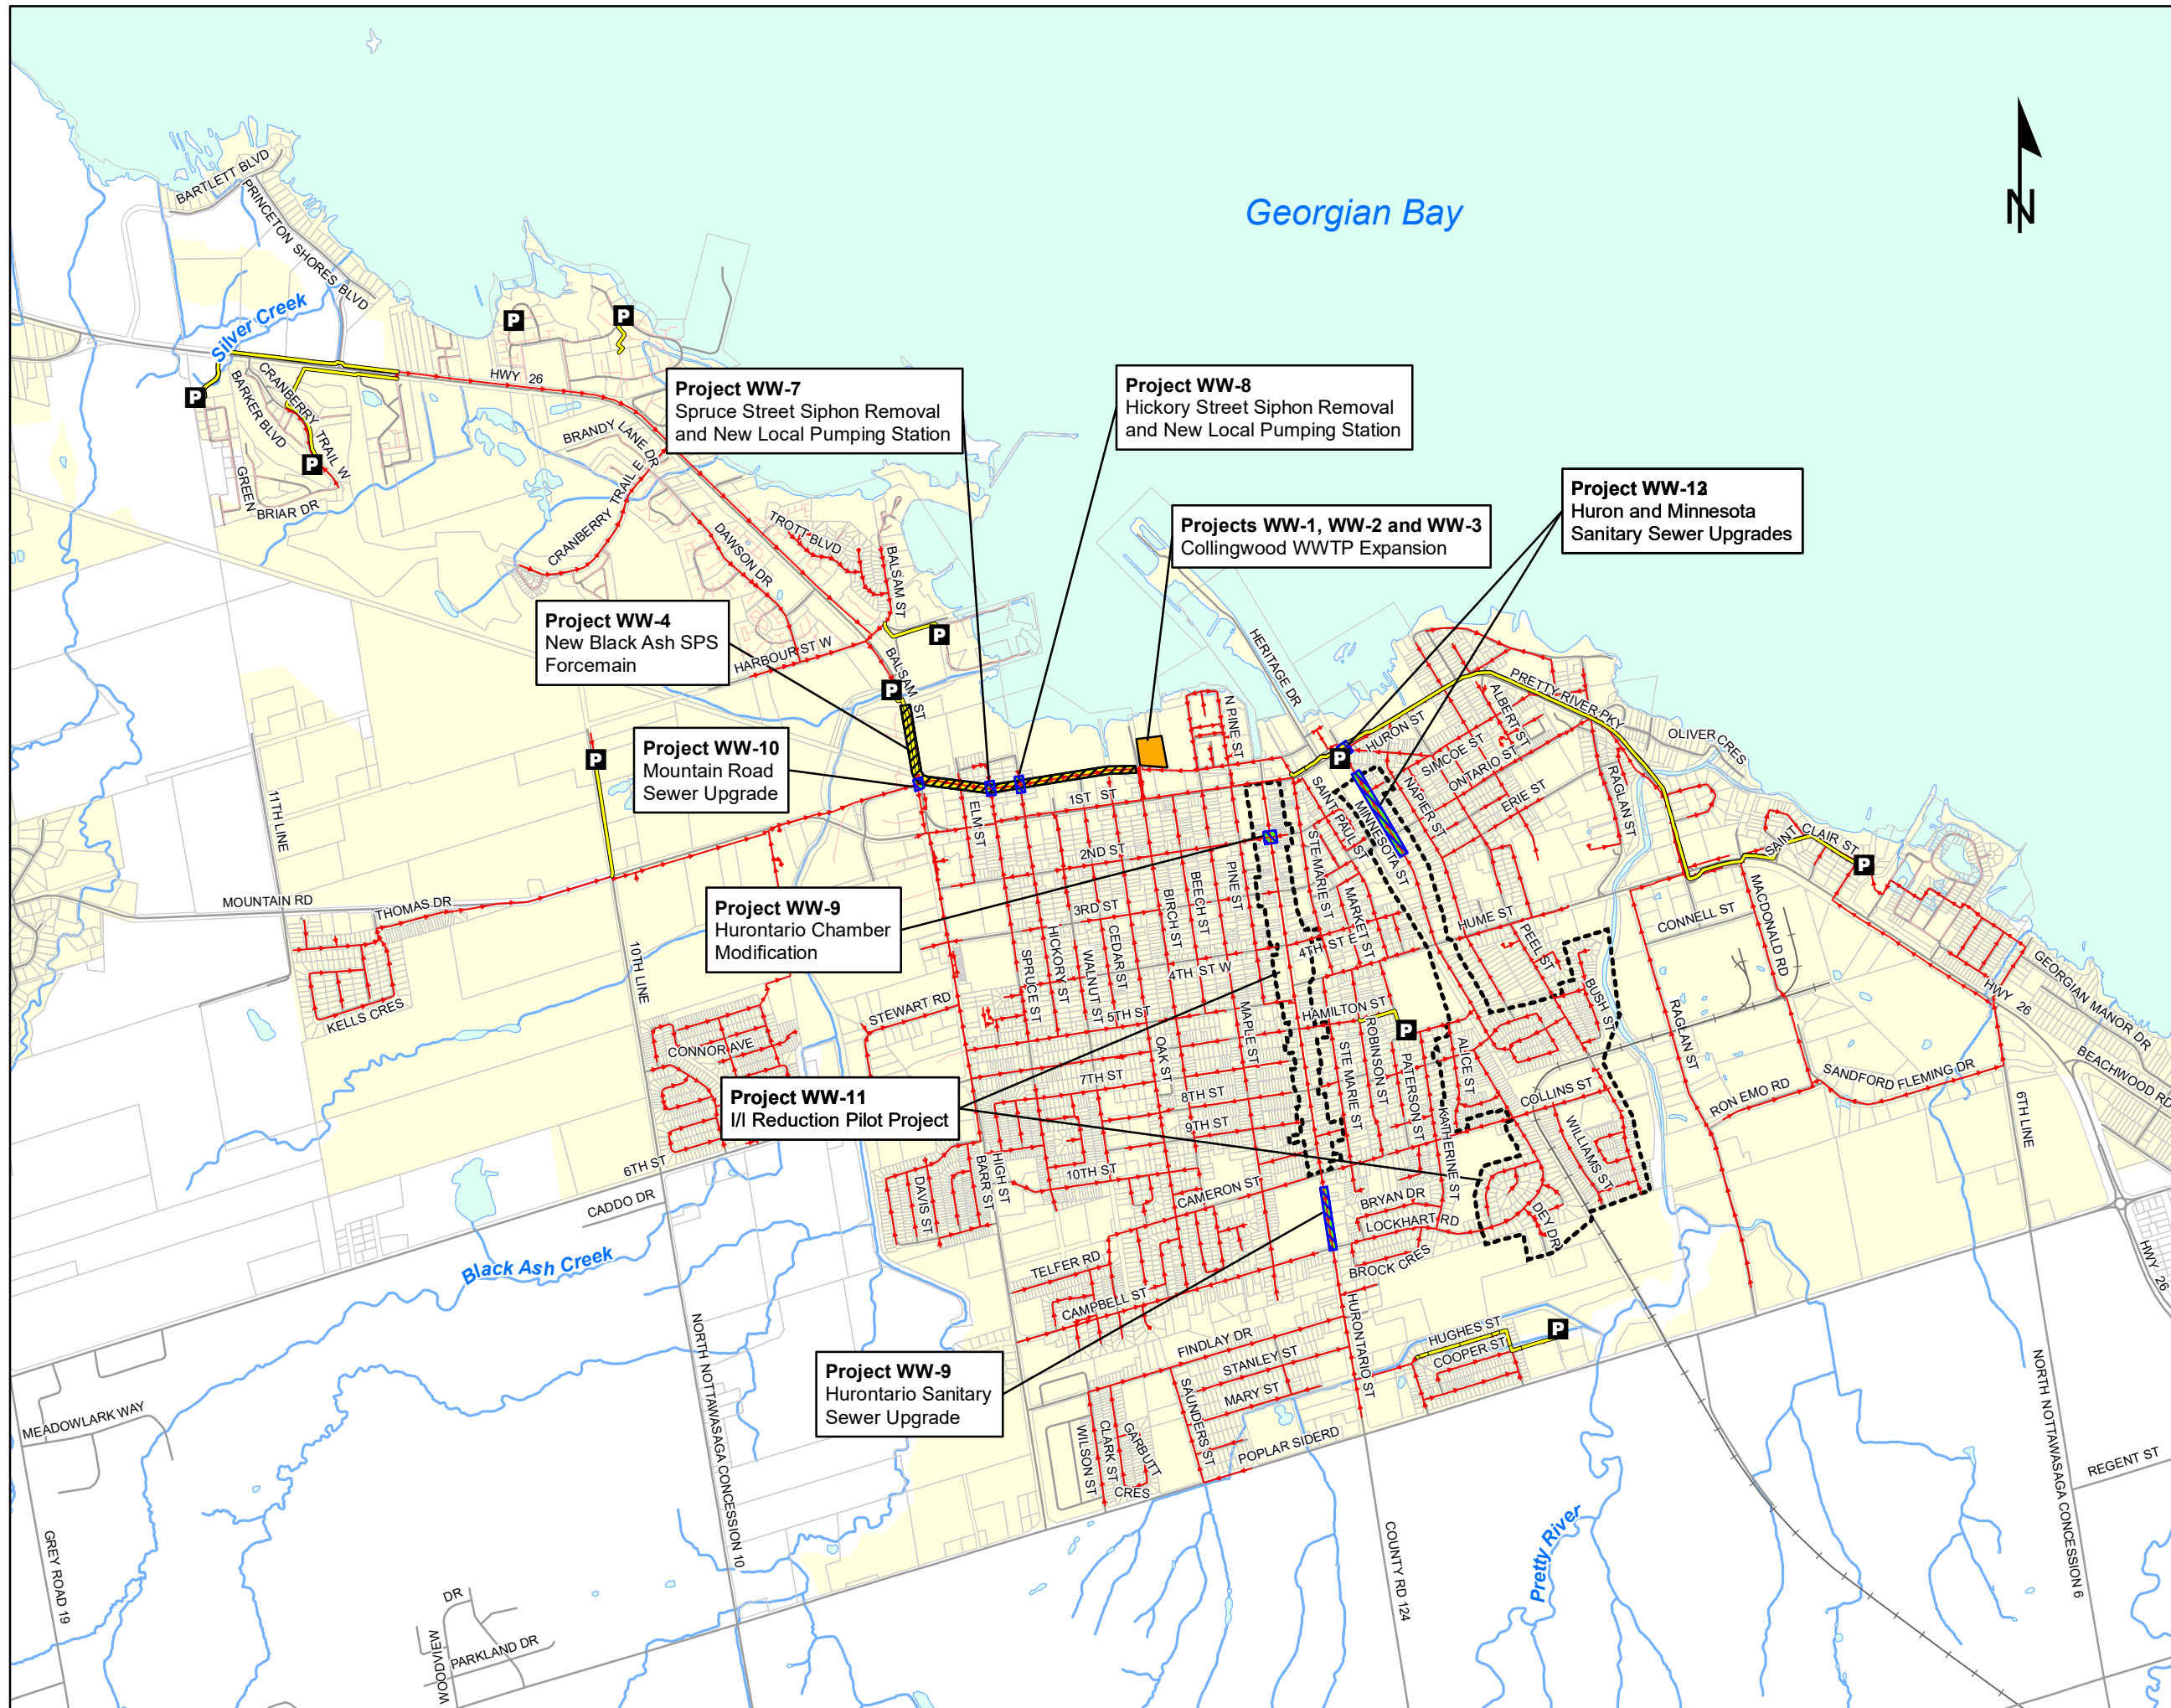 Georgian Bay
N
BARTLETT BLVD
PRINCETON SHORES BLVD
Silver Creek
P
P
P
P
HWY 26
CRANBERRY TRAIL W
BARKER BLVD
GREEN BRIAR DR
BRANDY LANE DR
CRANBERRY TRAIL E
DAWSON DR
TROTT BLVD
BALSAM ST
HARBOUR ST W
BALSAM ST
P
P
P
Project WW-7
Spruce Street Siphon Removal
and New Local Pumping Station
Project WW-8
Hickory Street Siphon Removal
and New Local Pumping Station
Projects WW-1, WW-2 and WW-3
Collingwood WWTP Expansion
Huron and Minnesota
Sanitary Sewer Upgrades
Project WW-4
New Black Ash SPS
Forcemain
Project WW-10
Mountain Road
Sewer Upgrade
Project WW-9
Hurontario Chamber
Modification
Project WW-11
I/I Reduction Pilot Project
Project WW-9
Hurontario Sanitary
Sewer Upgrade
HERITAGE DR
N PINE ST
P
HURON ST
PRETTY RIVER PKY
ALBERT ST
SIMCOE ST
ONTARIO ST
ERIE ST
RAGLAN ST
OLIVER CRES
NAPIER ST
MINNESOTA ST
SAINT PAUL ST
STE MARIE ST
MARKET ST
SAINT CLAIR ST
P
MACDONALD RD
CONNELL ST
HUME ST
PEEL ST
BUSH ST
RAGLAN ST
GEORGIAN MANOR DR
HWY 26
BEACHWOOD RD
SANDFORD FLEMING DR
RON EMO RD
COLLINS ST
WILLIAMS ST
6TH LINE
HWY 26
11TH LINE
MOUNTAIN RD
THOMAS DR
KELLS CRES
10TH LINE
ELM ST
1ST ST
2ND ST
3RD ST
4TH ST W
4TH ST E
5TH ST
7TH ST
8TH ST
9TH ST
10TH ST
SPRUCE ST
HICKORY ST
WALNUT ST
CEDAR ST
BIRCH ST
BEECH ST
PINE ST
MAPLE ST
OAK ST
STEWART RD
CONNOR AVE
6TH ST
CADDO DR
HAMILTON ST
P
ROBINSON ST
STE MARIE ST
PATERSON ST
ALICE ST
KATHERINE ST
DAVIS ST
BARR ST
HIGH ST
CAMERON ST
BRYAN DR
LOCKHART RD
DEY DR
BROCK CRES
TELFER RD
CAMPBELL ST
FINDLAY DR
STANLEY ST
MARY ST
SAUNDERS ST
HURONTARIO ST
HUGHES ST
COOPER ST
P
POPLAR SIDERD
WILSON ST
CLARK ST
GARBUTT CRES
Black Ash Creek
Pretty River
NORTH NOTTAWASAGA CONCESSION 10
NORTH NOTTAWASAGA CONCESSION 6
REGENT ST
COUNTY RD 124
MEADOWLARK WAY
GREY ROAD 19
WOODVIEW DR
PARKLAND DR